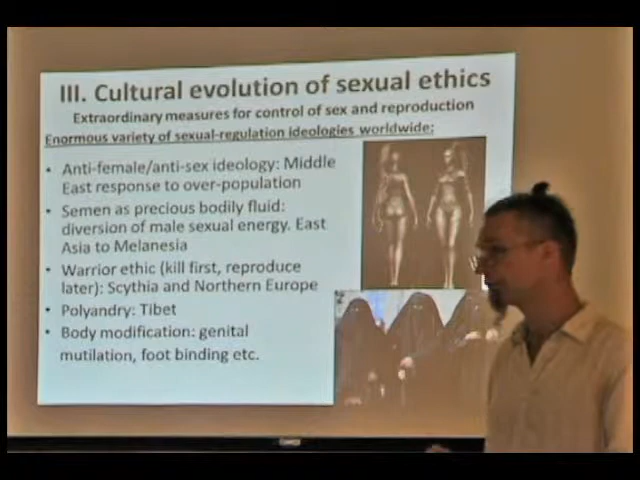 III. Cultural evolution of sexual ethics
Extraordinary measures for control of sex and reproduction
Enormous variety of sexual-regulation ideologies worldwide:
• Anti-female/anti-sex ideology: Middle
East response to over-population
• Semen as precious bodily fluid:
diversion of male sexual energy. East
Asia to Melanesia
• Warrior ethic (kill first, reproduce
later): Scythia and Northern Europe
• Polyandry: Tibet
• Body modification: genital
mutilation, foot binding etc.